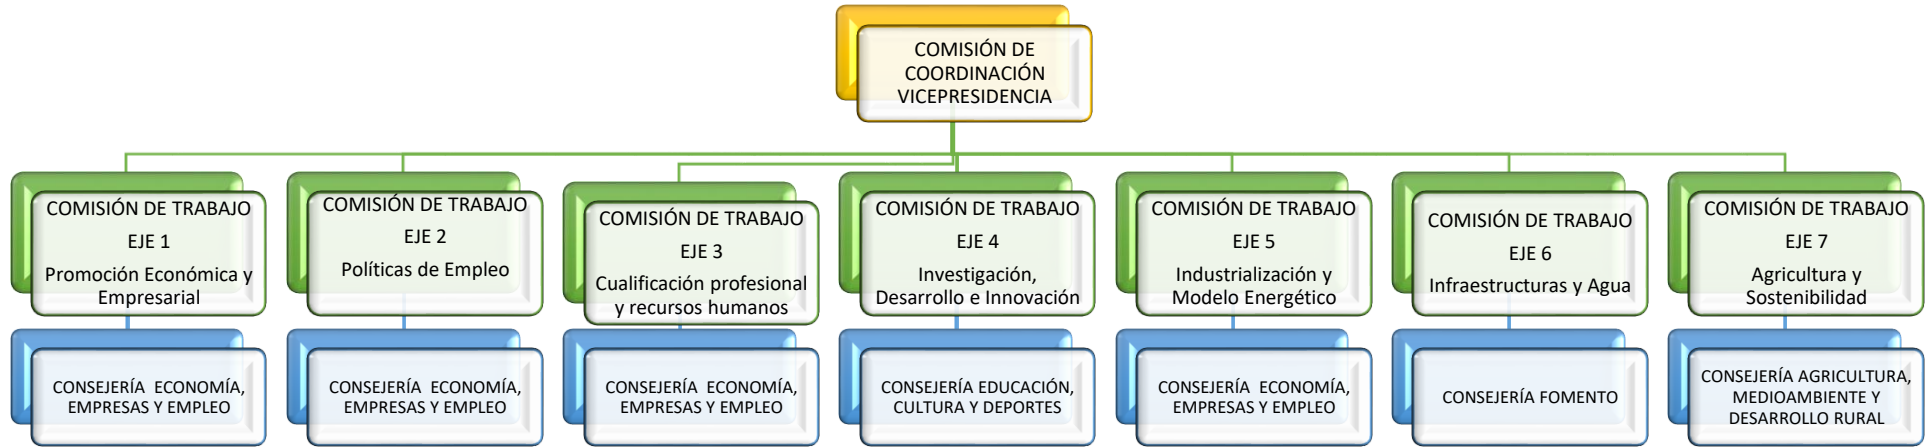 COMISIÓN DE
COORDINACIÓN
VICEPRESIDENCIA
COMISIÓN DE TRABAJO
EJE 1
Promoción Económica y
Empresarial
COMISIÓN DE TRABAJO
EJE 2
Políticas de Empleo
COMISIÓN DE TRABAJO
EJE 3
Cualificación profesional
y recursos humanos
COMISIÓN DE TRABAJO
EJE 4
Investigación,
Desarrollo e Innovación
COMISIÓN DE TRABAJO
EJE 5
Industrialización y
Modelo Energético
COMISIÓN DE TRABAJO
EJE 6
Infraestructuras y Agua
COMISIÓN DE TRABAJO
EJE 7
Agricultura y
Sostenibilidad
CONSEJERÍA ECONOMÍA,
EMPRESAS Y EMPLEO
CONSEJERÍA ECONOMÍA,
EMPRESAS Y EMPLEO
CONSEJERÍA ECONOMÍA,
EMPRESAS Y EMPLEO
CONSEJERÍA EDUCACIÓN,
CULTURA Y DEPORTES
CONSEJERÍA ECONOMÍA,
EMPRESAS Y EMPLEO
CONSEJERÍA FOMENTO
CONSEJERÍA AGRICULTURA,
MEDIOAMBIENTE Y
DESARROLLO RURAL